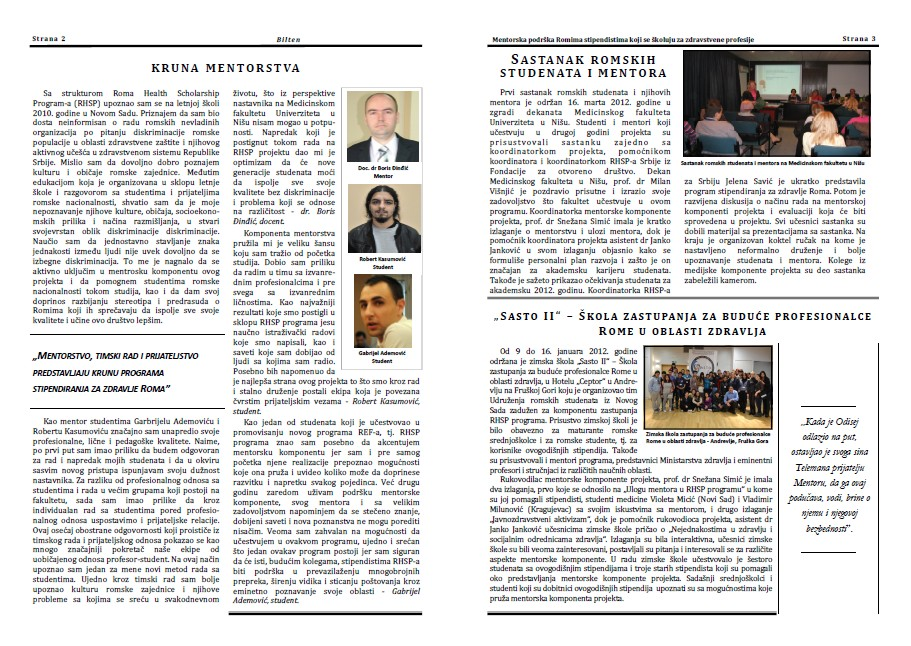 Strana 2
Bilten
KRUNA MENTORSTVA
Sa strukturom Roma Health Scholarship
Program-a (RHSP) upoznao sam se na letnjoj školi
2010. godine u Novom Sadu. Priznajem da sam bio
dosta neinformisan o radu romskih nevladinih
organizacija po pitanju diskriminacije romske
populacije u oblasti zdravstvene zaštite i njihovog
aktivnog učešća u zdravstvenom sistemu Republike
Srbije. Mislio sam da dovoljno dobro poznajem
kulturu i običaje romske zajednice. Međutim
edukacijom koja je organizovana u sklopu letnje
škole i razgovorom sa studentima i prijateljima
romske nacionalnosti, shvatio sam da je moje
nepoznavanje njihove kulture, običaja, socioekono-
mskih prilika i načina razmišljanja, u stvari
svojevrstan oblik diskriminacije diskriminacije.
Naučio sam da jednostavno stavljanje znaka
jednakosti između ljudi nije uvek dovoljno da se
izbegne diskriminacija. To me je nagnalo da se
aktivno uključim u mentrosku komponentu ovog
projekta i da pomognem studentima romske
nacionalnosti tokom studija, kao i da dam svoj
doprinos razbijanju stereotipa i predrasuda o
Romima koji ih sprečavaju da ispolje sve svoje
kvalitete i učine ovo društvo lepšim.
„MENTORSTVO, TIMSKI RAD I PRIJATELJSTVO
PREDSTAVLJAJU KRUNU PROGRAMA
STIPENDIRANJA ZA ZDRAVLJE ROMA“
Kao mentor studentima Garbrijelu Ademoviću i
Robertu Kasumoviću značajno sam unapredio svoje
profesionalne, lične i pedagoške kvalitete. Naime,
po prvi put sam imao priliku da budem odgovoran
za rad i napredak mojih studenata i da u okviru
sasvim novog pristupa ispunjavam svoju dužnost
nastavnika. Za razliku od profesionalnog odnosa sa
studentima i rada u većim grupama koji postoji na
fakultetu, sada sam imao prilike da kroz
individualan rad sa studentima pored profesio-
nalnog odnosa uspostavimo i prijateljske relacije.
Ovaj osećaj obostrane odgovornosti koji proističe iz
timskog rada i prijateljskog odnosa pokazao se kao
mnogo značajniji pokretač naše ekipe od
uobičajenog odnosa profesor-student. Na ovaj način
upoznao sam jedan za mene novi metod rada sa
studentima. Ujedno kroz timski rad sam bolje
upoznao kulturu romske zajednice i njihove
probleme sa kojima se sreću u svakodnevnom
životu, što iz perspektive
nastavnika na Medicinskom
fakultetu Univerziteta u
Nišu nisam mogao u potpu-
nosti. Napredak koji je
postignut tokom rada na
RHSP projektu dao mi je
optimizam da će nove
generacije studenata moći
da ispolje sve svoje
kvalitete bez diskriminacije
i problema koji se odnose
na različitost - dr. Boris
Đinđić, docent.
Komponenta mentorstva
pružila mi je veliku šansu
koju sam tražio od početka
studija. Dobio sam priliku
da radim u timu sa izvanre-
dnim profesionalcima i pre
svega sa izvanrednim
ličnostima. Kao najvažniji
rezultati koje smo postigli u
sklopu RHSP programa jesu
naučno istraživački radovi
koje smo napisali, kao i
saveti koje sam dobijao od
ljudi sa kojima sam radio.
Posebno bih napomenuo da
je najlepša strana ovog projekta to što smo kroz rad
i stalno druženje postali ekipa koja je povezana
čvrstim prijateljskim vezama - Robert Kasumović,
student.
Kao jedan od studenata koji je učestvovao u
promovisanju novog programa REF-a, tj. RHSP
programa znao sam i posebno da akcentujem
mentorsku komponentu jer sam i pre samog
početka njene realizacije prepoznao mogućnosti
koje ona pruža i uvideo koliko može da doprinese
razvitku i napretku svakog pojedinca. Već drugu
godinu zaredom uživam podršku mentorske
komponente, svog mentora i sa velikim
zadovoljstvom napominjem da se stečeno znanje,
dobijeni saveti i nova poznanstva ne mogu porediti
nisačim. Veoma sam zahvalan na mogućnosti da
učestvujem u ovakvom programu, ujedno i srećan
što jedan ovakav program postoji jer sam siguran
da će isti, budućim kolegama, stipendistima RHSP-a
biti podrška u prevazilaženju mnogobrojnih
prepreka, širenju vidika i sticanju poštovanja kroz
eminetno poznavanje svoje oblasti - Gabrijel
Ademović, student.
Doc. dr Boris Đinđić
Mentor
Robert Kasumović
Student
Gabrijel Ademović
Student
Mentorska podrška Romima stipendistima koji se školuju za zdravstvene profesije
Strana 3
SASTANAK ROMSKIH
STUDENATA I MENTORA
Prvi sastanak romskih studenata i njihovih
mentora je održan 16. marta 2012. godine u
zgradi dekanata Medicinskog fakulteta
Univerziteta u Nišu. Studenti i mentori koji
učestvuju u drugoj godini projekta su
prisustvovali sastanku zajedno sa
koordinatorkom projekta, pomoćnikom
koordinatora i koordinatorkom RHSP-a Srbije iz
Fondacije za otvoreno društvo. Dekan
Medicinskog fakulteta u Nišu, prof. dr Milan
Višnjić je pozdravio prisutne i izrazio svoje
zadovoljstvo što fakultet učestvuje u ovom
programu. Koordinatorka mentorske komponente
projekta, prof. dr Snežana Simić imala je kratko
izlaganje o mentorstvu i ulozi mentora, dok je
pomoćnik koordinatora projekta asistent dr Janko
Janković u svom izlaganju objasnio kako se
formuliše personalni plan razvoja i zašto je on
značajan za akademsku karijeru studenata.
Takođe je sažeto prikazao očekivanja studenata za
akademsku 2012. godinu. Koordinatorka RHSP-a
Sastanak romskih studenata i mentora na Medicinskom fakultetu u Nišu
za Srbiju Jelena Savić je ukratko predstavila
program stipendiranja za zdravlje Roma. Potom je
razvijena diskusija o načinu rada na mentorskoj
komponenti projekta i evaluaciji koja će biti
sprovedena u projektu. Svi učesnici sastanka su
dobili materijal sa prezentacijama sa sastanka. Na
kraju je organizovan koktel ručak na kome je
nastavljeno neformalno druženje i bolje
upoznavanje studenata i mentora. Kolege iz
medijske komponente projekta su deo sastanka
zabeležili kamerom.
„SASTO II“ – ŠKOLA ZASTUPANJA ZA BUDUĆE PROFESIONALCE
ROME U OBLASTI ZDRAVLJA
Od 9 do 16. januara 2012. godine
održana je zimska škola „Sasto II“ – Škola
zastupanja za buduće profesionalce Rome u
oblasti zdravlja, u Hotelu „Ceptor“ u Andre-
vlju na Fruškoj Gori koju je organizovao tim
Udruženja romskih studenata iz Novog
Sada zadužen za komponentu zastupanja
RHSP programa. Prisustvo zimskoj školi je
bilo obavezno za maturante romske
srednjoškolce i za romske studente, tj. za
korisnike ovogodišnjih stipendija. Takođe
su prisustvovali i mentori programa, predstavnici Ministarstva zdravlja i eminentni
profesori i stručnjaci iz različitih naučnih oblasti.
Rukovodilac mentorske komponente, prof. dr Snežana Simić je imala
dva izlaganja, prvo koje se odnosilo na „Ulogu mentora u RHSP programu“ u kome
su joj pomagali stipendisti, studenti medicine Violeta Micić (Novi Sad) i Vladimir
Milunović (Kragujevac) sa svojim iskustvima sa mentorom, i drugo izlaganje
„Javnozdravstveni aktivizam“, dok je pomoćnik rukovodioca projekta, asistent dr
Janko Janković učesnicima zimske škole pričao o „Nejednakostima u zdravlju i
socijalnim odrednicama zdravlja“. Izlaganja su bila interaktivna, učesnici zimske
škole su bili veoma zainteresovani, postavljali su pitanja i interesovali se za različite
aspekte mentorske komponente. U radu zimske škole učestvovalo je šestoro
studenata sa ovogodišnjim stipendijama i troje starih stipendista koji su pomagali
oko predstavljanja mentorske komponente projekta. Sadašnji srednjoškolci i
studenti koji su dobitnici ovogodišnjih stipendija upoznati su sa mogućnostima koje
pruža mentorska komponenta projekta.
Zimska škola zastupanja za buduće profesionalce
Rome u oblasti zdravlja - Andrevlje, Fruška Gora
„Kada je Odisej
odlazio na put,
ostavljao je svoga sina
Telemana prijatelju
Mentoru, da ga ovaj
podučava, vodi, brine o
njemu i njegovoj
bezbednosti“.